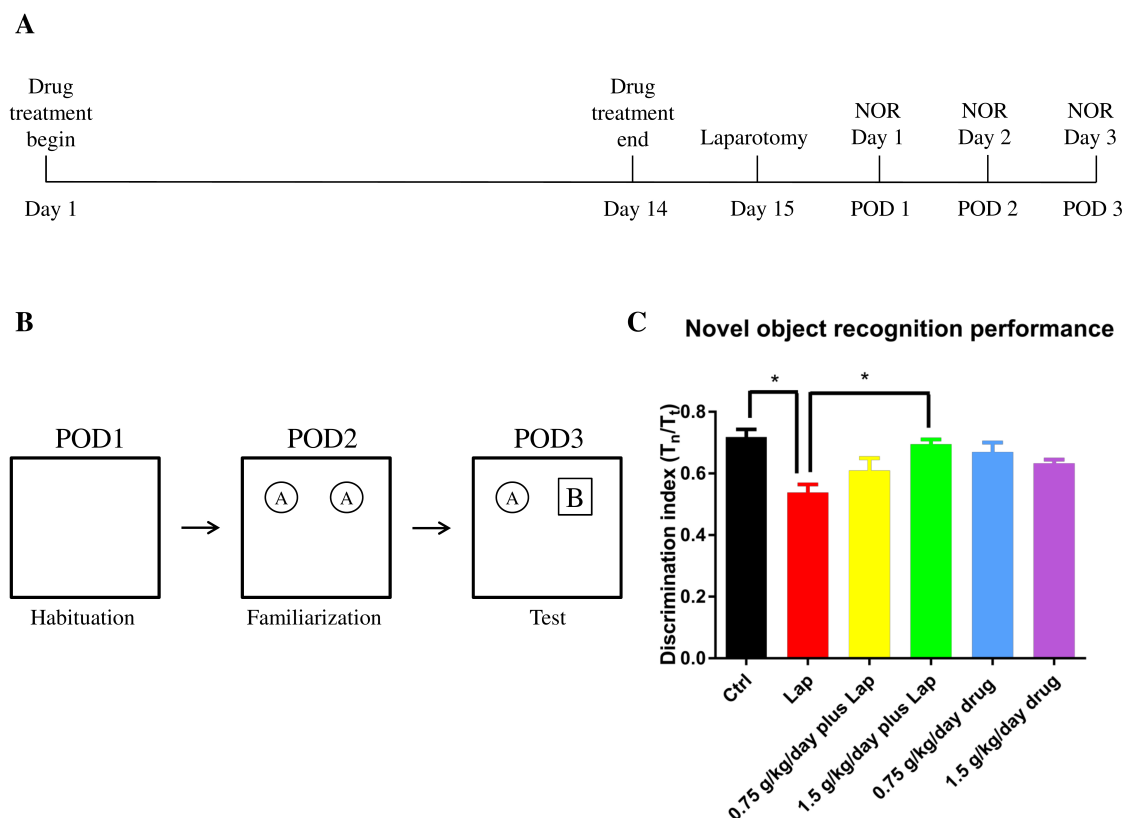 A
Drug
treatment
begin
Drug
treatment
end
Laparotomy
NOR
Day 1
NOR
Day 2
NOR
Day 3
Day 1
Day 14
Day 15
POD 1
POD 2
POD 3
B
POD1
POD2
POD3
A
A
A
B
Habituation
Familiarization
Test
C
Novel object recognition performance
*
*
Discrimination index (Tn/Tt)
0.8
0.6
0.4
0.2
0.0
Ctrl
Lap
0.75 g/kg/day plus Lap
1.5 g/kg/day plus Lap
0.75 g/kg/day drug
1.5 g/kg/day drug